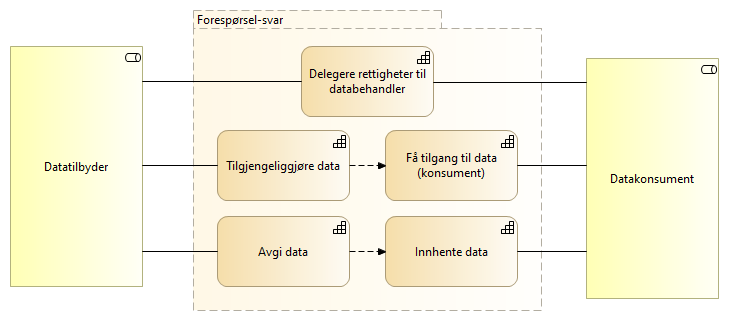 Forespørsel-svar
Datatilbyder
Delegere rettigheter til
databehandler
Tilgjengeliggjøre data
Få tilgang til data
(konsument)
Datakonsument
Avgi data
Innhente data